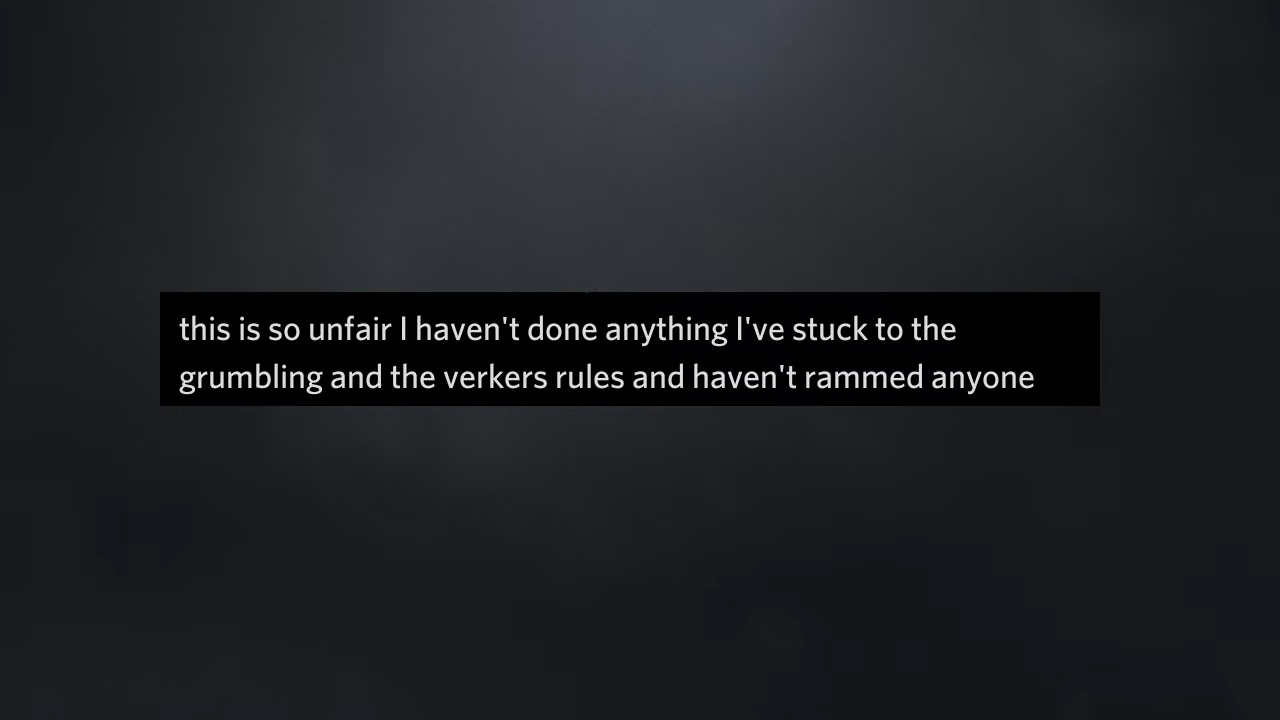 this is so unfair I haven't done anything I've stuck to the
grumbling and the verkers rules and haven't rammed anyone